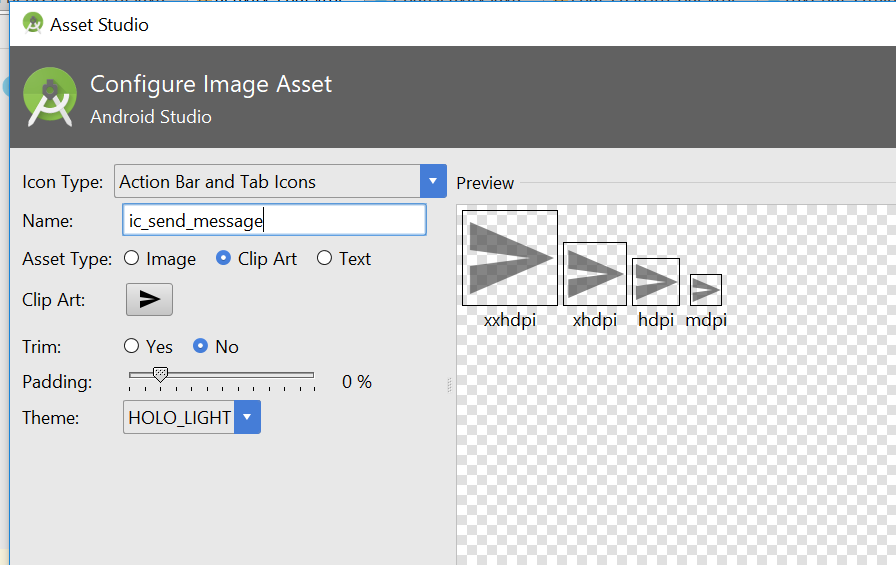 Asset Studio
Configure Image Asset
Android Studio
Icon Type: Action Bar and Tab Icons
Preview
Name: ic_send_message
Asset Type: Image Clip Art Text
Clip Art:
xxhdpi xhdpi hdpi mdpi
Trim: Yes No
Padding: 0 %
Theme: HOLO_LIGHT